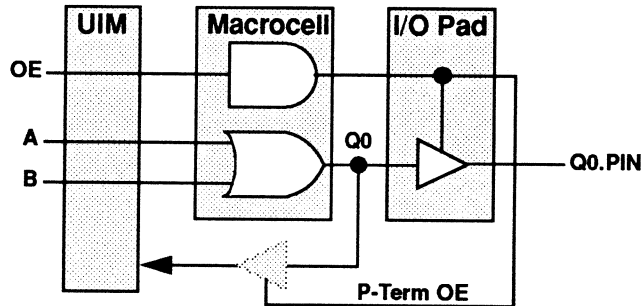 UIM
Macrocell
I/O Pad
OE
A
B
Q0
Q0.PIN
P-Term OE